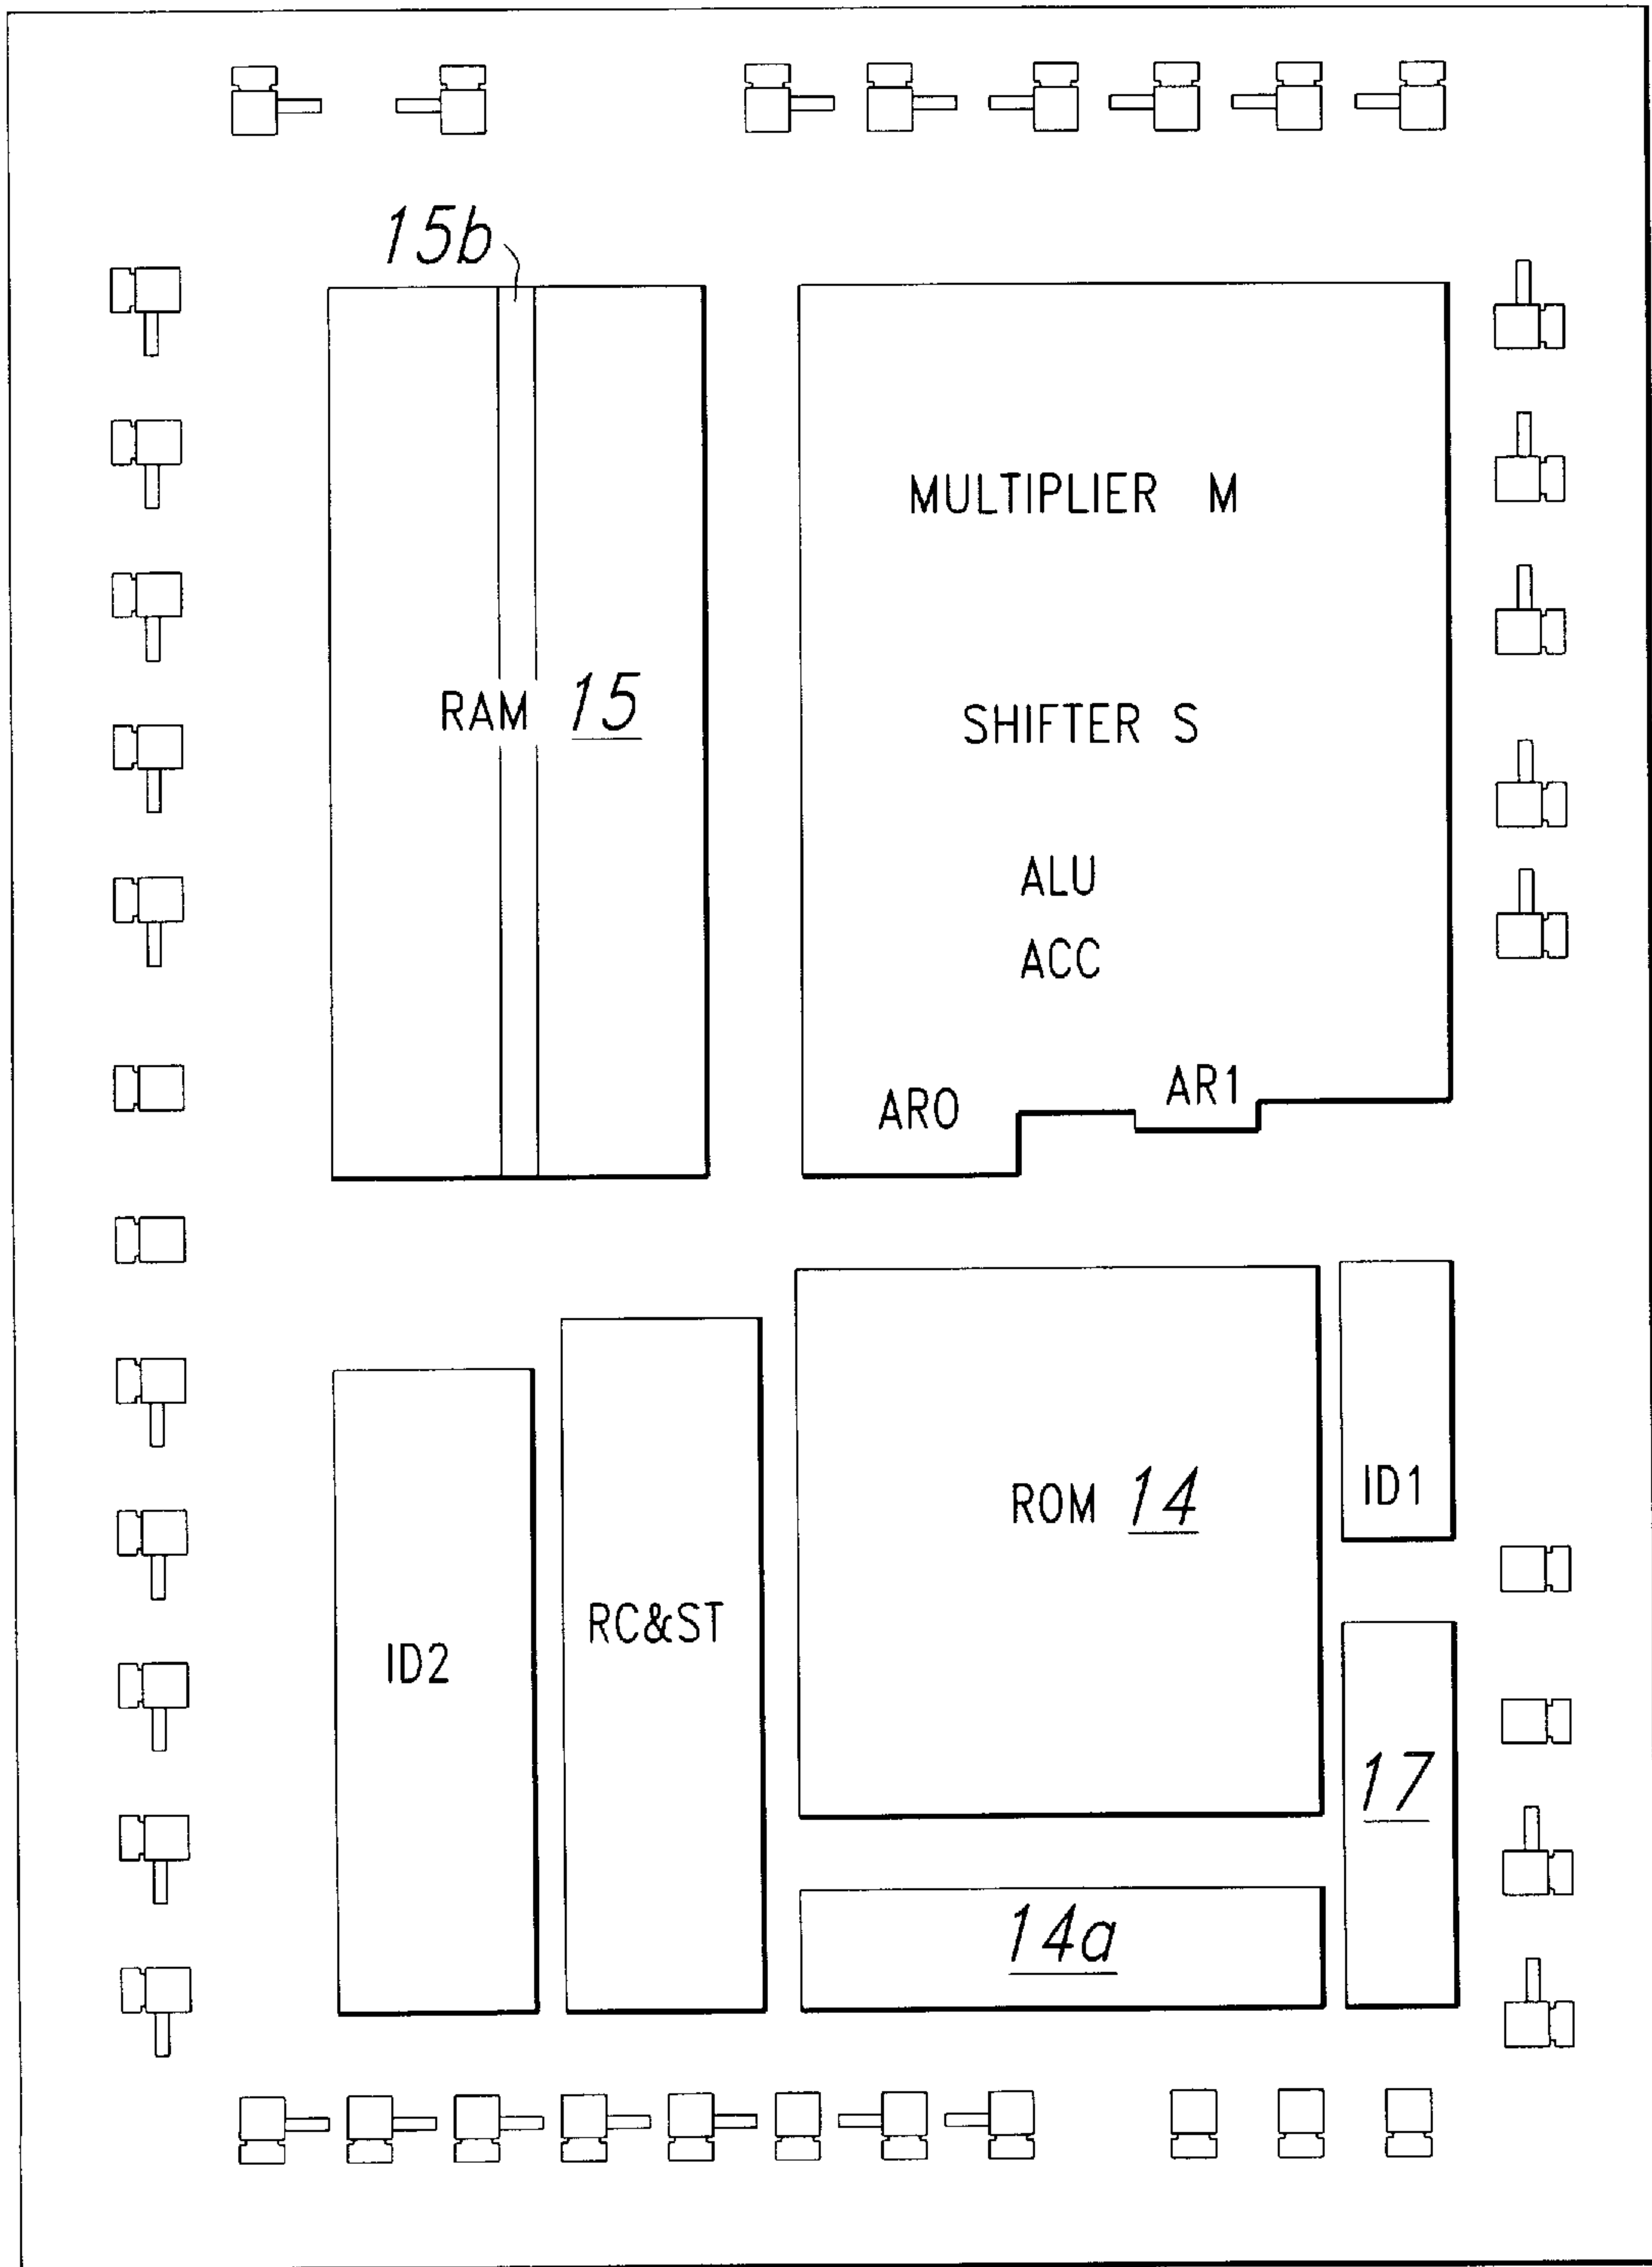 15b
RAM 15
MULTIPLIER M
SHIFTER S
ALU
ACC
AR0
AR1
ID2
RC&ST
ROM 14
ID1
17
14a